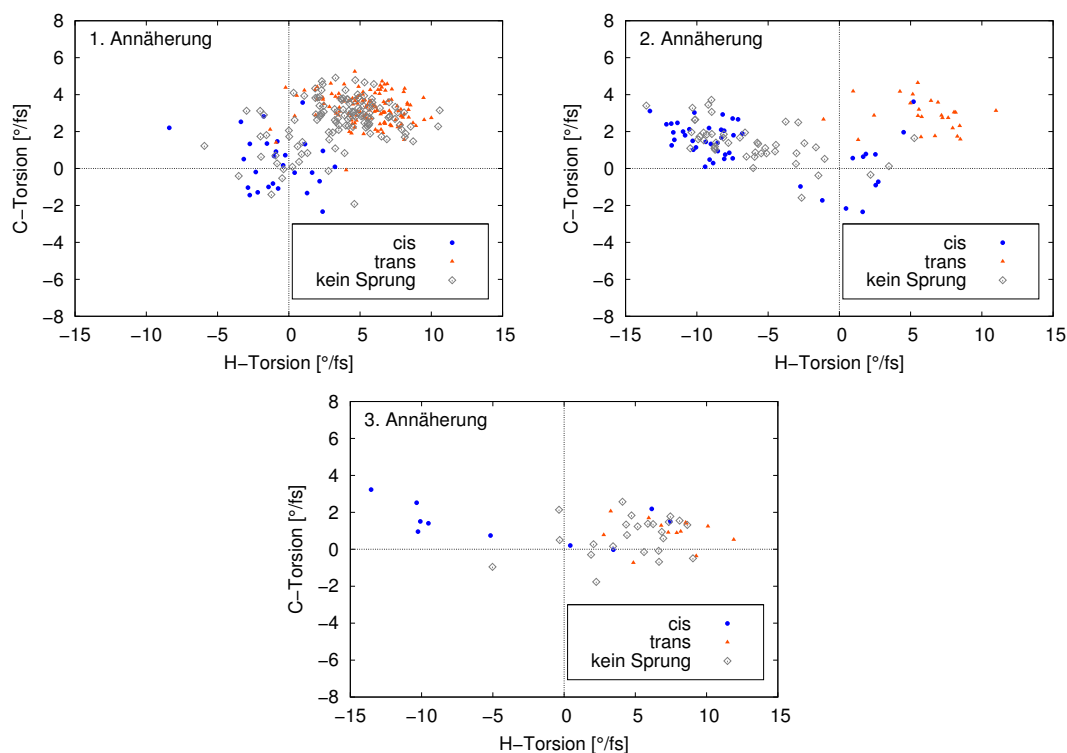 1. Annäherung
8
6
4
2
0
−2
−4
−6
−8
C−Torsion [°/fs]
cis
trans
kein Sprung
−15 −10 −5 0 5 10 15
H−Torsion [°/fs]
2. Annäherung
8
6
4
2
0
−2
−4
−6
−8
C−Torsion [°/fs]
cis
trans
kein Sprung
−15 −10 −5 0 5 10 15
H−Torsion [°/fs]
3. Annäherung
8
6
4
2
0
−2
−4
−6
−8
C−Torsion [°/fs]
cis
trans
kein Sprung
−15 −10 −5 0 5 10 15
H−Torsion [°/fs]